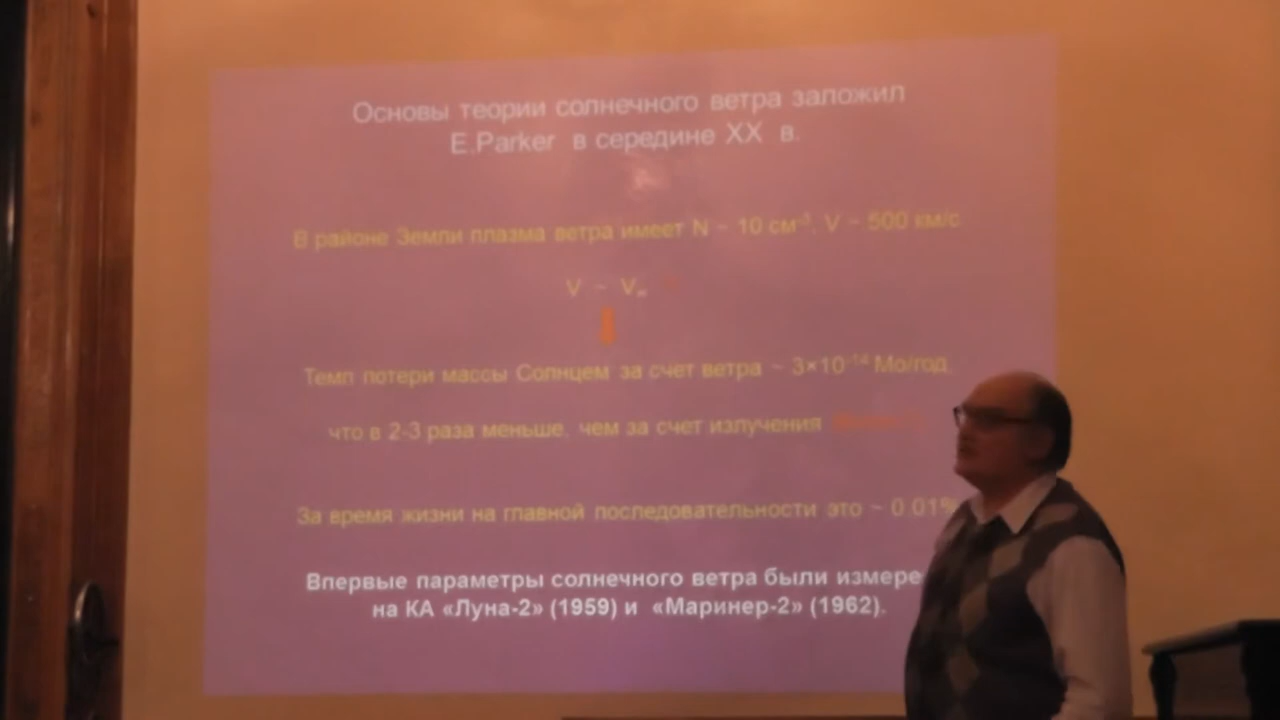 Основы теории солнечного ветра заложил
E.Parker в середине XX в.
В районе Земли плазма ветра имеет N ~ 10 см⁻³, V ~ 500 км/с
V ~ V∞
Темп потери массы Солнцем за счет ветра ~ 3×10⁻¹⁴ Мо/год,
что в 2-3 раза меньше, чем за счет излучения
За время жизни на главной последовательности это ~ 0.01%
Впервые параметры солнечного ветра были измере
на КА «Луна-2» (1959) и «Маринер-2» (1962).